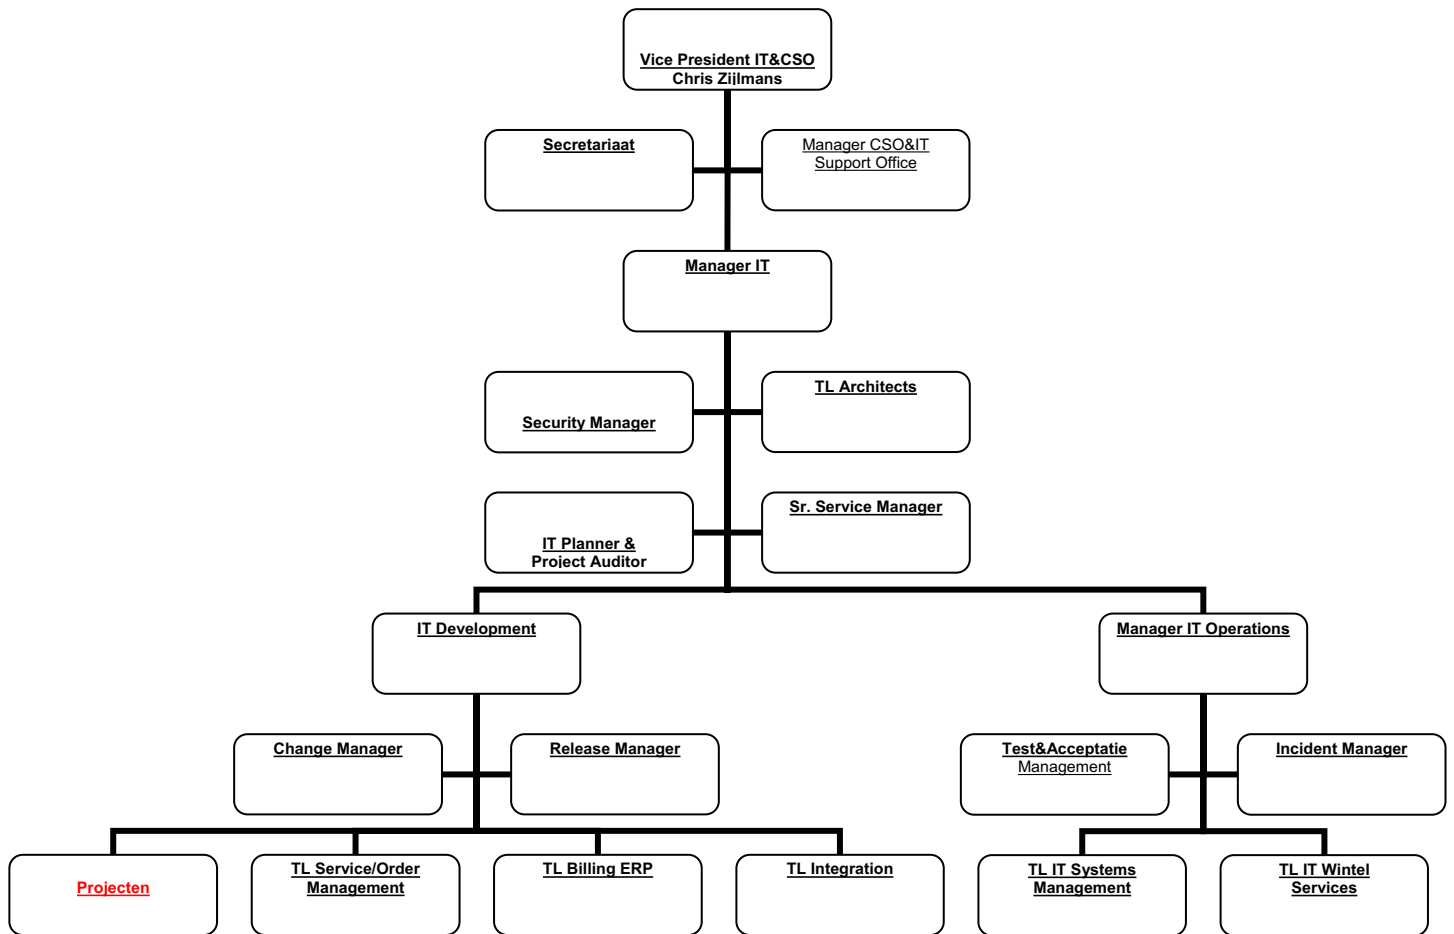 Vice President IT&CSO
Chris Zijlmans
Secretariaat
Manager CSO&IT
Support Office
Manager IT
Security Manager
TL Architects
IT Planner &
Project Auditor
Sr. Service Manager
IT Development
Manager IT Operations
Change Manager
Release Manager
Test&Acceptatie
Management
Incident Manager
Projecten
TL Service/Order
Management
TL Billing ERP
TL Integration
TL IT Systems
Management
TL IT Wintel
Services